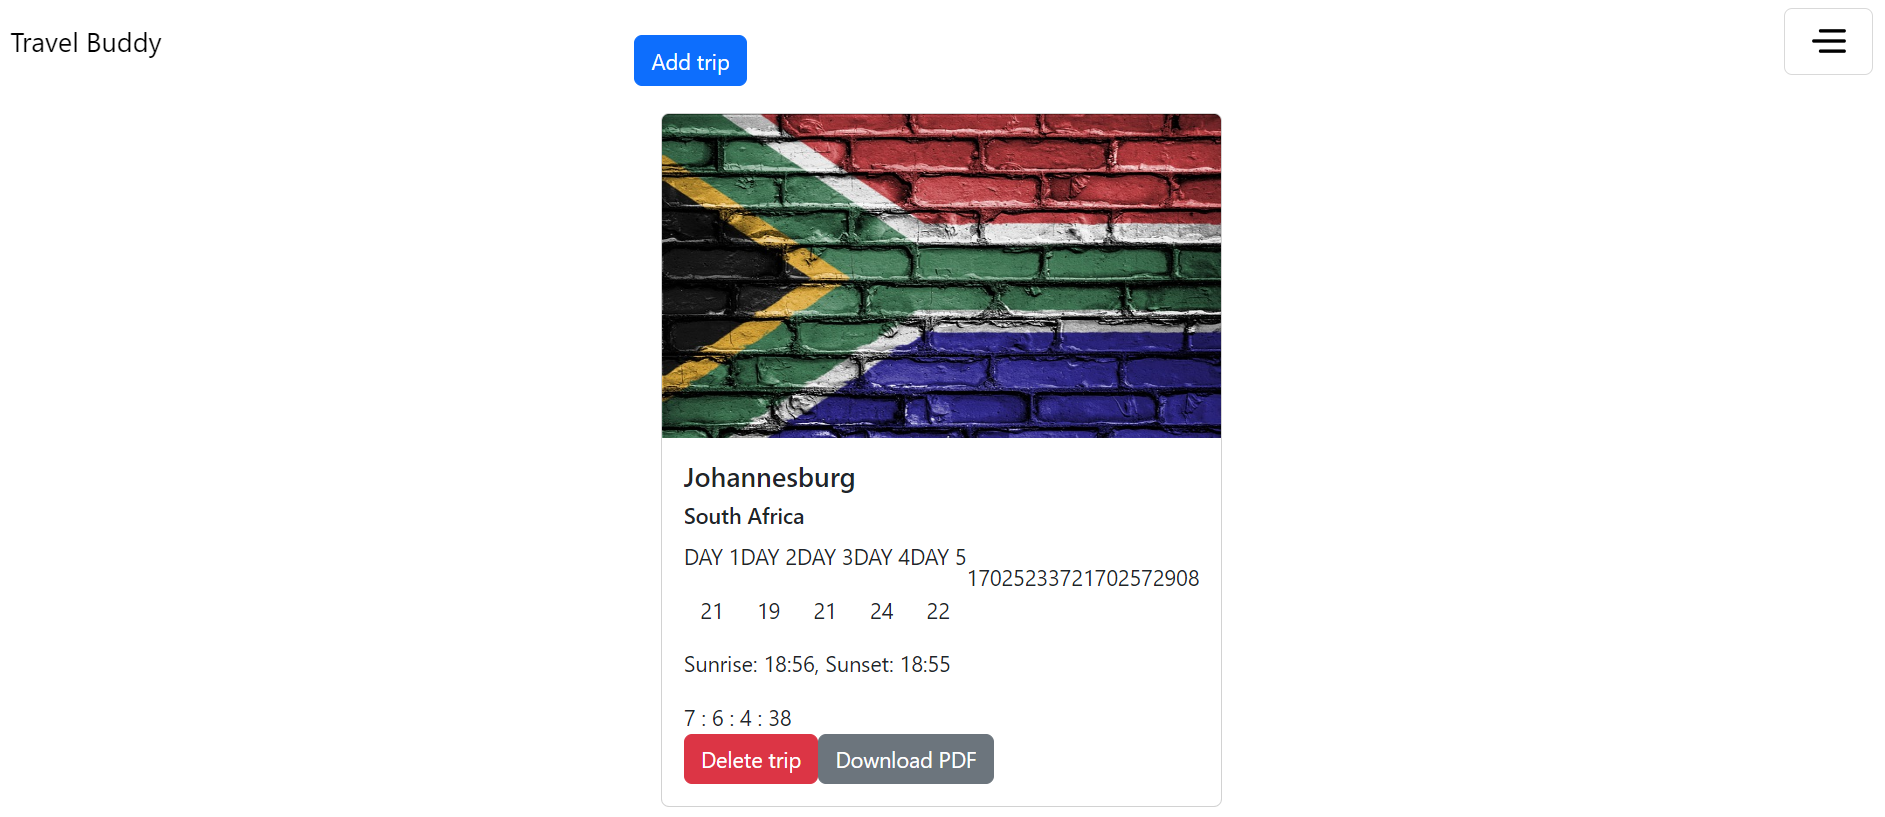 Travel Buddy
Add trip
Johannesburg
South Africa
DAY 1DAY 2DAY 3DAY 4DAY 5
17025233721702572908
21 19 21 24 22
Sunrise: 18:56, Sunset: 18:55
7 : 6 : 4 : 38
Delete trip Download PDF